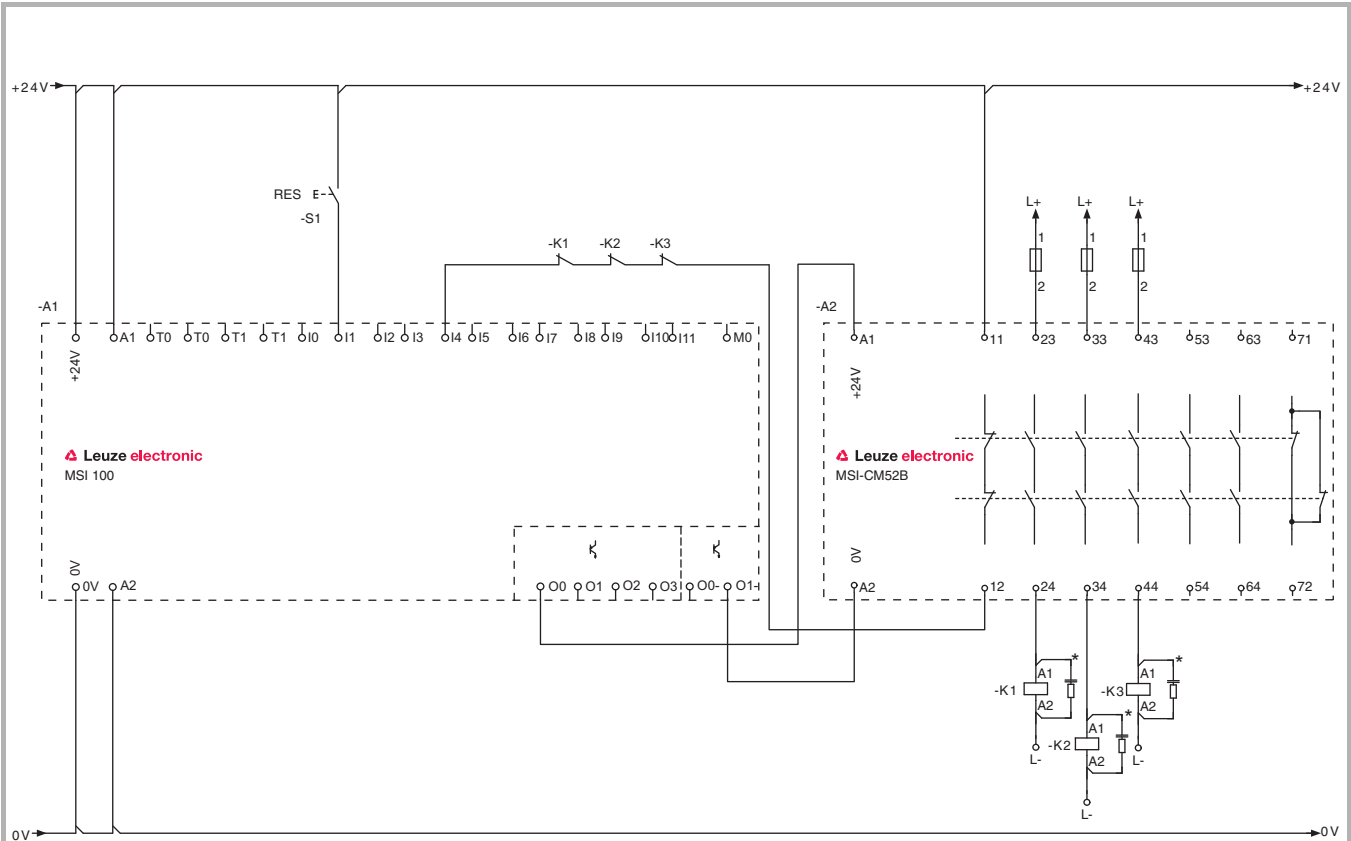 +24V +24V
RES E
-S1
L+ L+ L+
1 1 1
2 2 2
-K1 -K2 -K3
-A1 -A2
+24V A1 T0 T0 T1 T1 I0 I1 I2 I3 I4 I5 I6 I7 I8 I9 I10 I11 M0
A1 11 23 33 43 53 63 71
+24V
Leuze electronic
MSI 100
Leuze electronic
MSI-CM52B
0V 0V
0V A2 O0 O1 O2 O3 O0- O1-
A2 12 24 34 44 54 64 72
* *
-K1 A1 -K3 A1
A2 A2
*
-K2 A1
A2
L- L-
L-
0V 0V